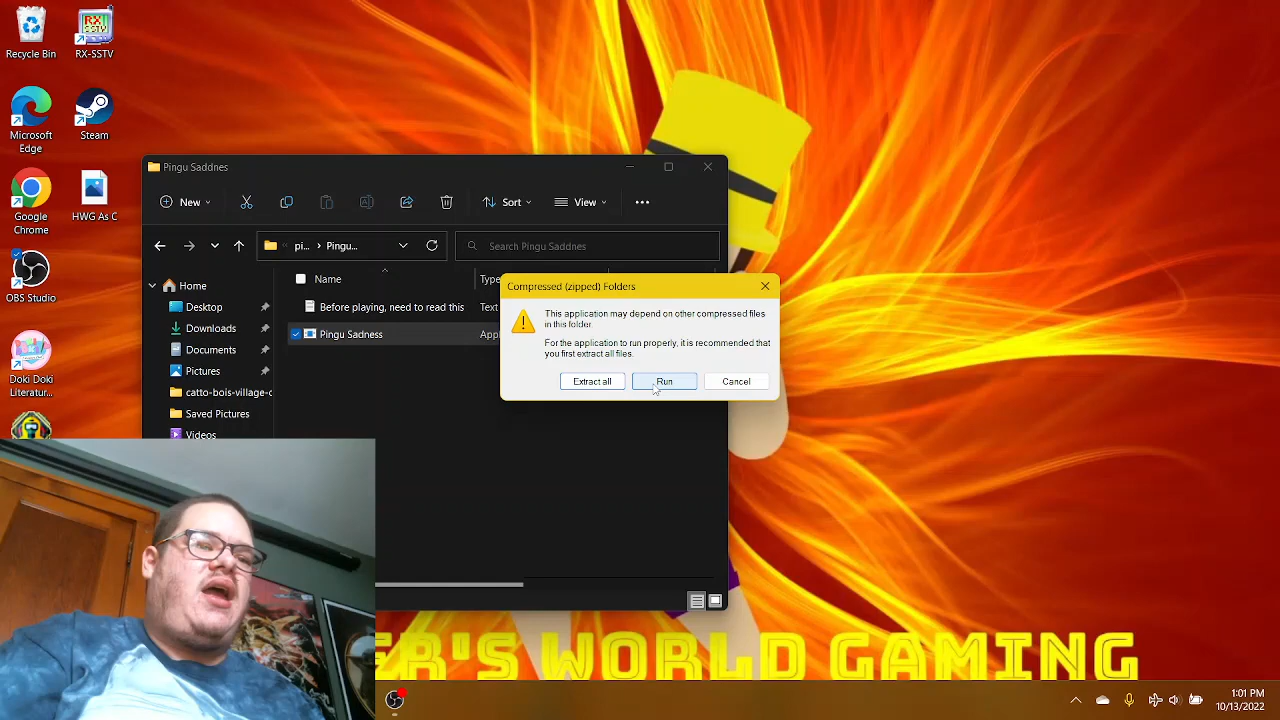 Recycle Bin
RX-SSTV
Microsoft
Edge
Steam
Google
Chrome
HWG As C
OBS Studio
Doki Doki
Literatur...
Pingu Saddnes
New
Sort
View
pi...
Pingu...
Search Pingu Saddnes
Home
Desktop
Downloads
Documents
Pictures
catto-bois-village-c
Saved Pictures
Videos
Name
Type
Before playing, need to read this
Text
Pingu Sadness
Appl
Compressed (zipped) Folders
This application may depend on other compressed files
in this folder.
For the application to run properly, it is recommended that
you first extract all files.
Extract all
Run
Cancel
ER'S WORLD GAMING
1:01 PM
10/13/2022